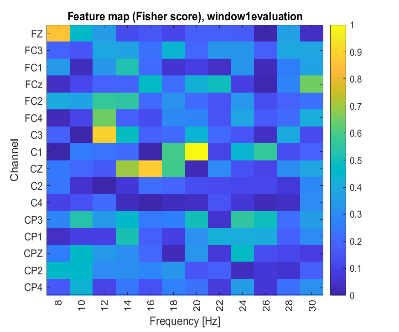 Feature map (Fisher score), window1evaluation
FZ
FC3
FC1
FCz
FC2
FC4
C3
C1
CZ
C2
C4
CP3
CP1
CPZ
CP2
CP4
Channel
8 10 12 14 16 18 20 22 24 26 28 30
Frequency [Hz]
1
0.9
0.8
0.7
0.6
0.5
0.4
0.3
0.2
0.1
0